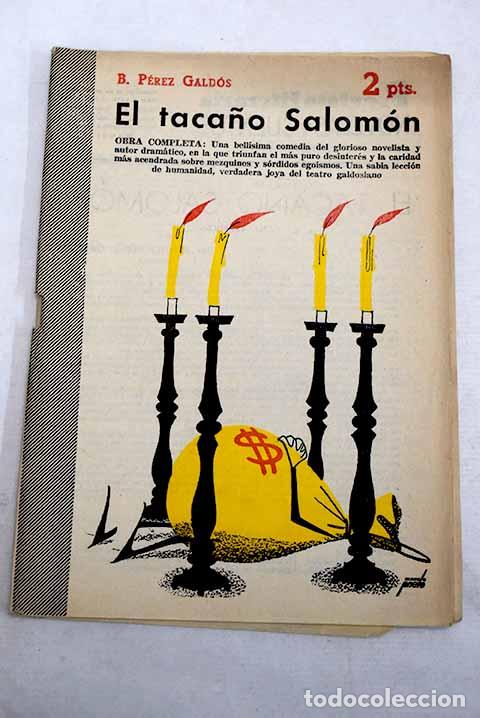 B. PÉREZ GALDÓS
2 pts.
El tacaño Salomón
OBRA COMPLETA: Una bellísima comedia del glorioso novelista y
autor dramático, en la que triunfan el más puro desinterés y la caridad
más acendrada sobre mezquinos y sórdidos egoísmos. Una sabia lección
de humanidad, verdadera joya del teatro galdosiano
$
todocoleccion
todocoleccion.net